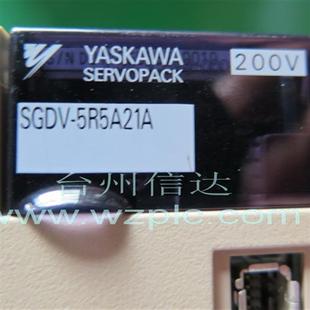 YASKAWA 200V
SERVOPACK
SGDV-5R5A21A
台州信达
www.wzplc.com